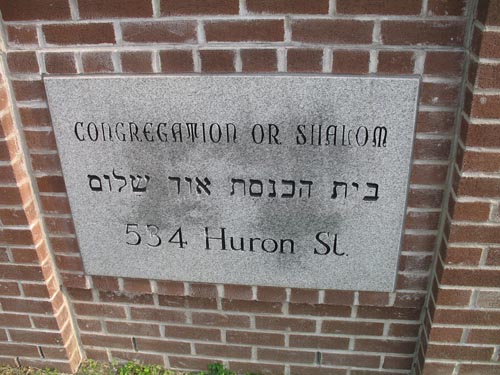 CONGREGATION OR SHALOM
בית הכנסת אור שלום
534 Huron St.